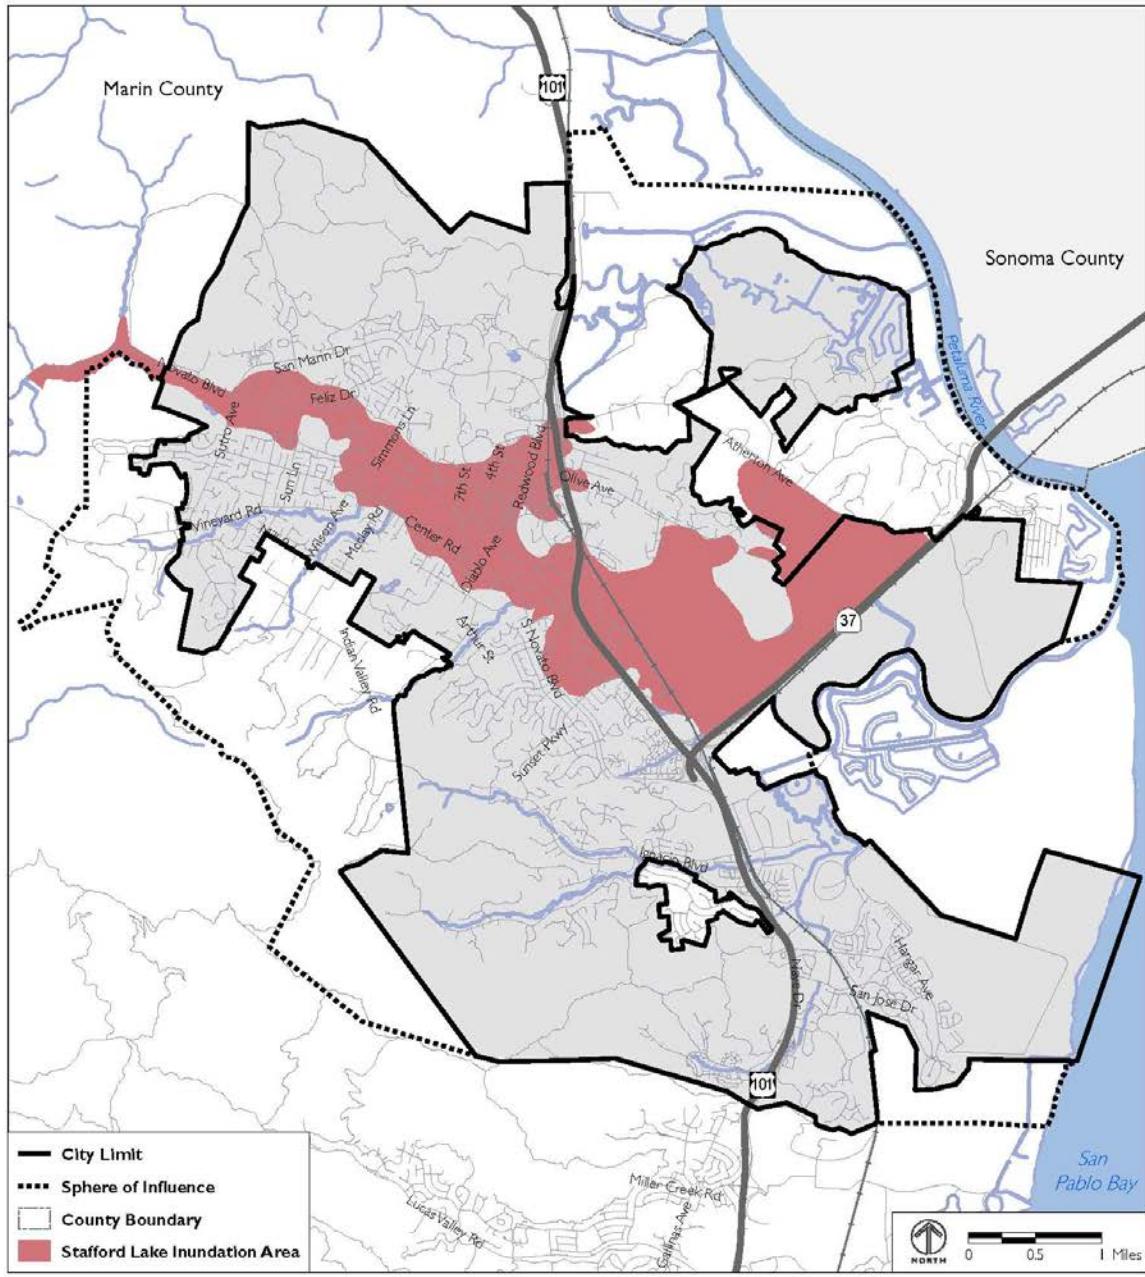 Marin County
101
Sonoma County
Petaluma River
San Marin Dr
Novato Blvd
Feliz Dr
Sutro Ave
Simmons Ln
4th St
7th St
Redwood Blvd
Olive Ave
Atherton Ave
Sun Ln
Vineyard Rd
Wilson Ave
Mcclay Rd
Center Rd
Diablo Ave
37
Arthur St
S Novato Blvd
Indian Valley Rd
Sunset Pkwy
Ignacio Blvd
Hangar Ave
Nave Dr
San Jose Dr
101
City Limit
Sphere of Influence
County Boundary
Stafford Lake Inundation Area
Miller Creek Rd
Lucas Valley Rd
Gallinas Ave
San
Pablo Bay
NORTH
0 0.5 1 Miles